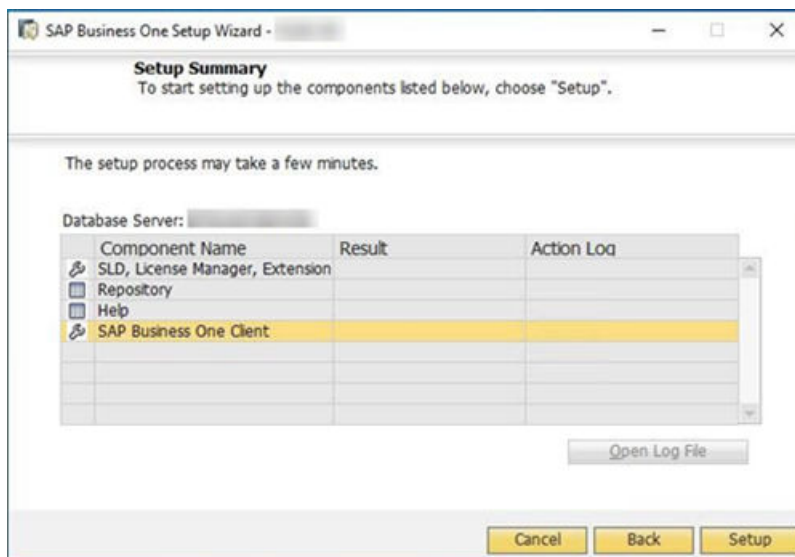 SAP Business One Setup Wizard -
Setup Summary
To start setting up the components listed below, choose "Setup".
The setup process may take a few minutes.
Database Server:
Component Name Result Action Log
SLD, License Manager, Extension
Repository
Help
SAP Business One Client
Open Log File
Cancel Back Setup